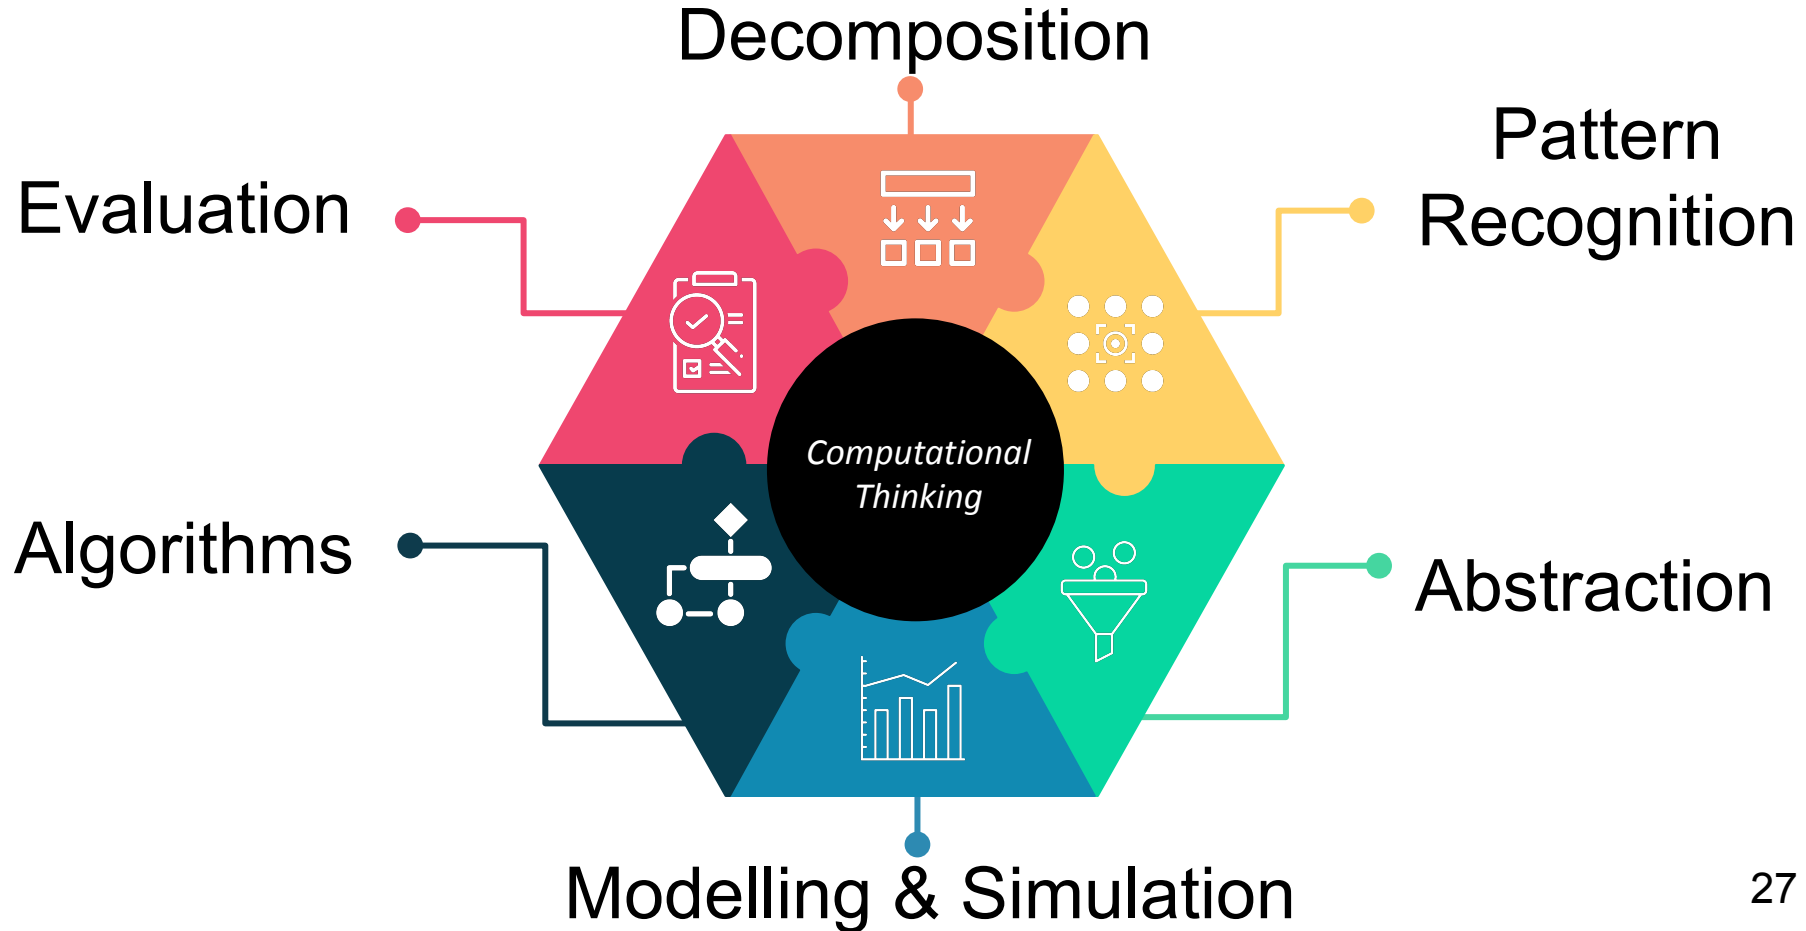 Decomposition
Pattern
Recognition
Evaluation
Computational
Thinking
Algorithms
Abstraction
Modelling & Simulation
27